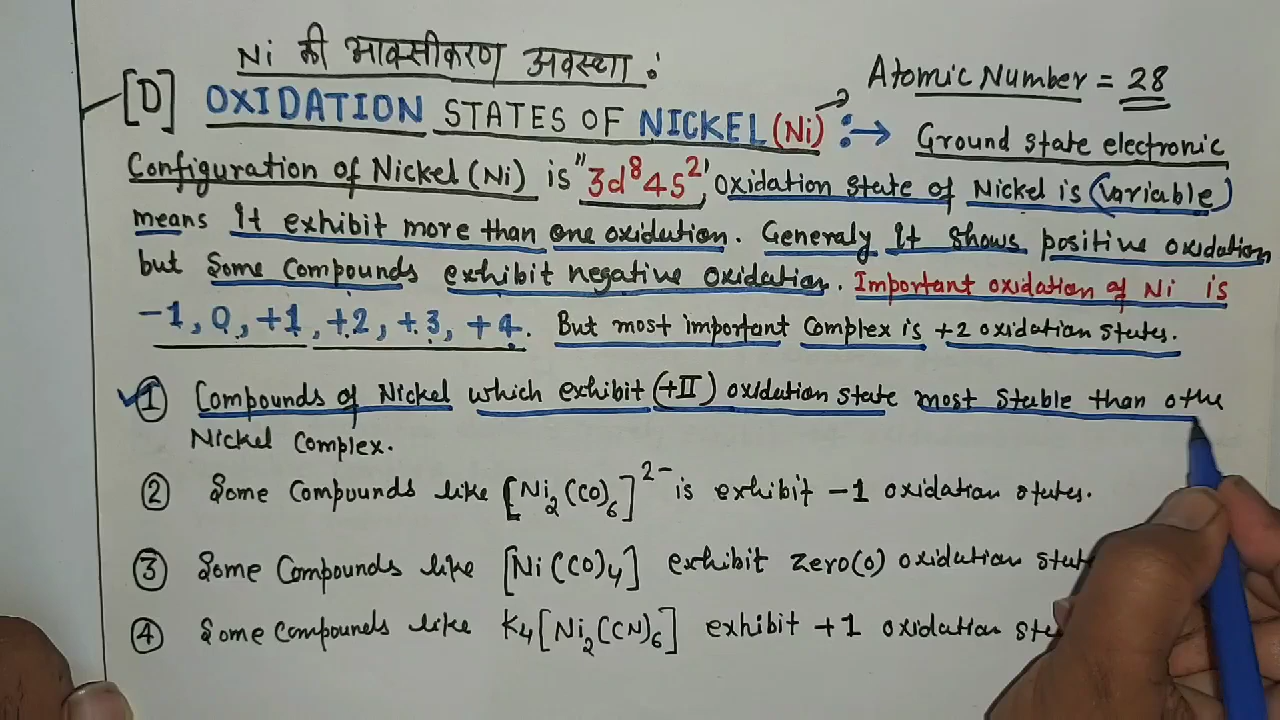 Ni की आक्सीकरण अवस्था :
Atomic Number = 28
[D] OXIDATION STATES OF NICKEL (Ni) :→ Ground state electronic
Configuration of Nickel (Ni) is "3d⁸4s²", Oxidation state of Nickel is (variable)
means It exhibit more than one oxidation. Generaly It shows positive oxidation
but Some Compounds exhibit negative oxidation. Important oxidation of Ni is
-1, 0, +1, +2, +3, +4. But most important Complex is +2 oxidation states.
① Compounds of Nickel which exhibit (+II) oxidation state most stable than othe
Nickel Complex.
② Some Compounds like [Ni₂(CO)₆]²⁻ is exhibit -1 oxidation states.
③ Some Compounds like [Ni(CO)₄] exhibit zero(0) oxidation stat
④ Some Compounds like K₄[Ni₂(CN)₆] exhibit +1 oxidation ste